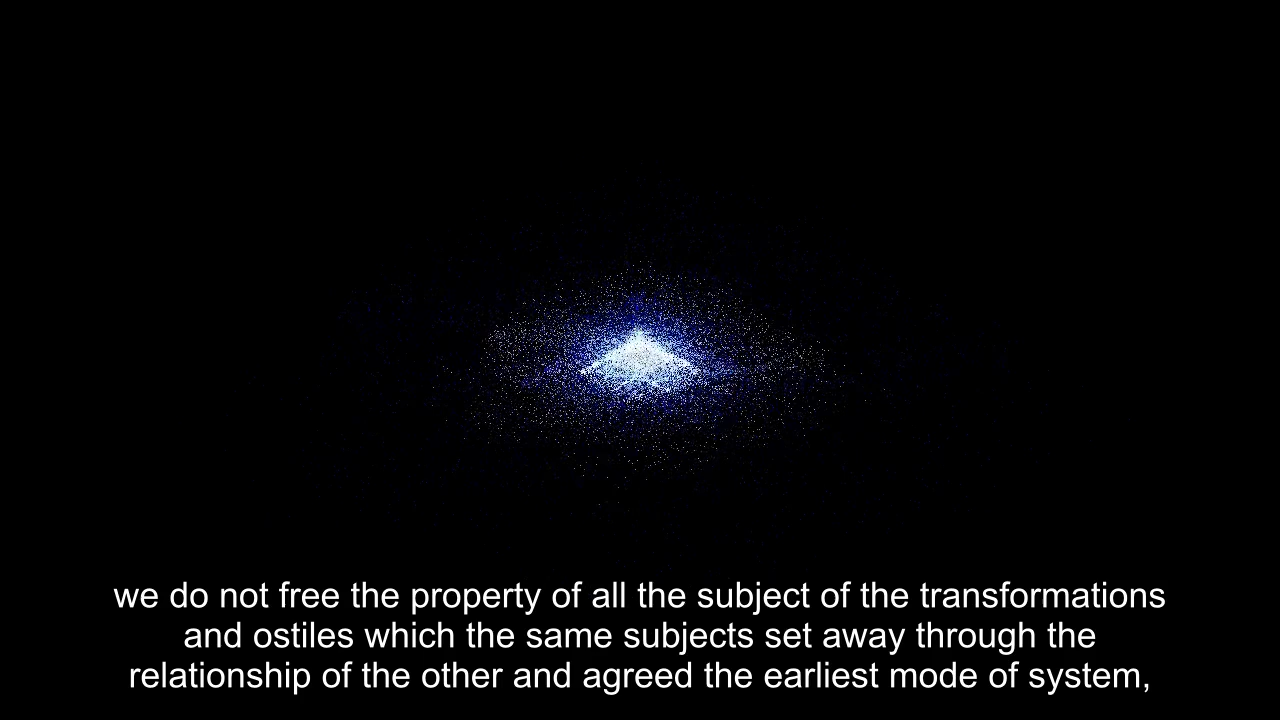 we do not free the property of all the subject of the transformations
and ostiles which the same subjects set away through the
relationship of the other and agreed the earliest mode of system,